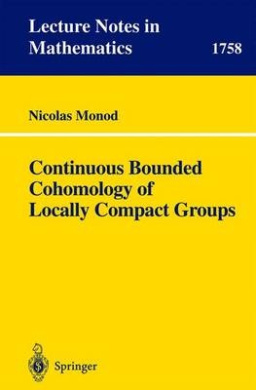 Lecture Notes in
Mathematics 1758
Nicolas Monod
Continuous Bounded
Cohomology of
Locally Compact Groups
Springer